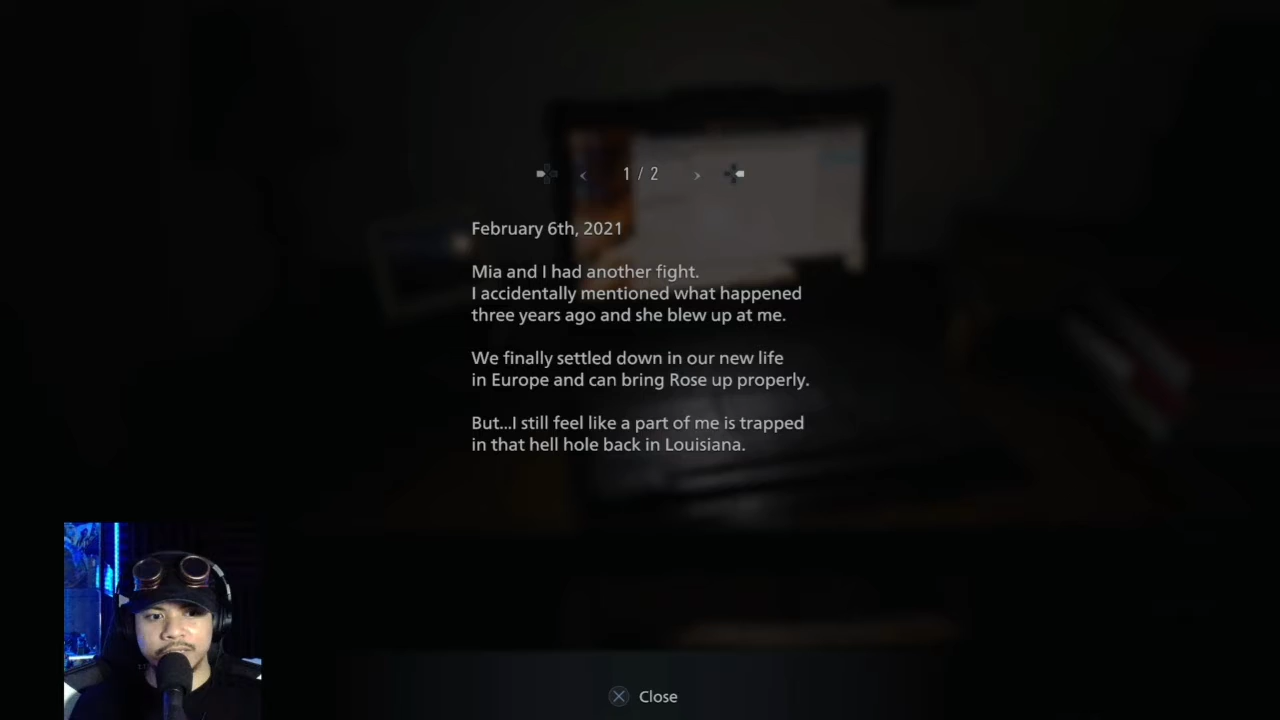 1 / 2
February 6th, 2021
Mia and I had another fight.
I accidentally mentioned what happened
three years ago and she blew up at me.
We finally settled down in our new life
in Europe and can bring Rose up properly.
But...I still feel like a part of me is trapped
in that hell hole back in Louisiana.
Close